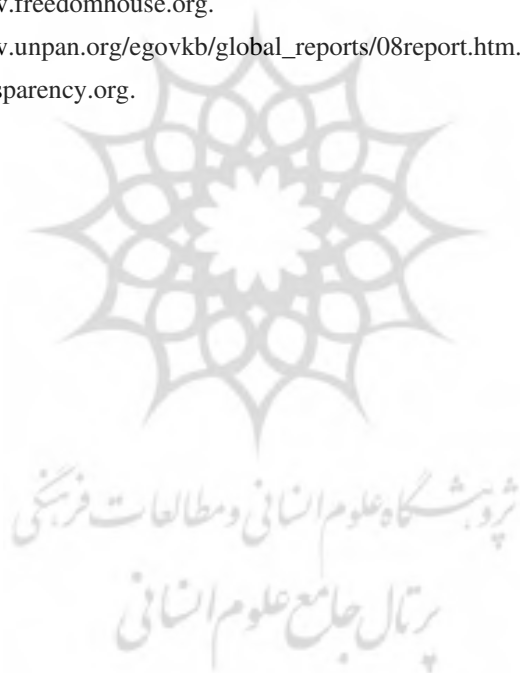 v.freedomhouse.org.
v.unpan.org/egovkb/global_reports/08report.htm.
sparency.org.
پژوهشگاه علوم انسانی و مطالعات فرهنگی
پرتال جامع علوم انسانی